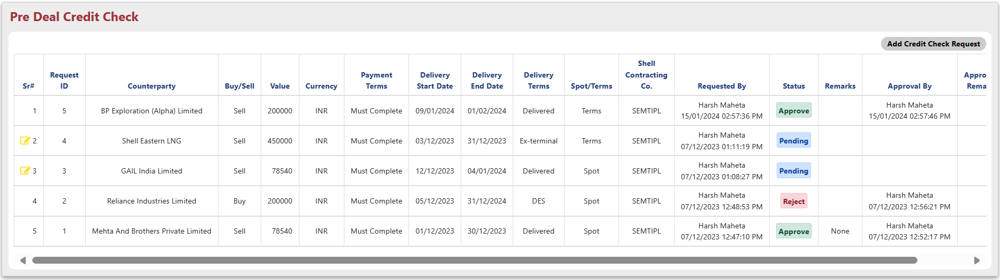 Pre Deal Credit Check
Add Credit Check Request
Sr# Request ID Counterparty Buy/Sell Value Currency Payment Terms Delivery Start Date Delivery End Date Delivery Terms Spot/Terms Shell Contracting Co. Requested By Status Remarks Approval By Appro Rema
1 5 BP Exploration (Alpha) Limited Sell 200000 INR Must Complete 09/01/2024 01/02/2024 Delivered Terms SEMTIPL Harsh Maheta 15/01/2024 02:57:36 PM Approve Harsh Maheta 15/01/2024 02:57:46 PM
2 4 Shell Eastern LNG Sell 450000 INR Must Complete 03/12/2023 31/12/2023 Ex-terminal Terms SEMTIPL Harsh Maheta 07/12/2023 01:11:19 PM Pending
3 3 GAIL India Limited Sell 78540 INR Must Complete 12/12/2023 04/01/2024 Delivered Spot SEMTIPL Harsh Maheta 07/12/2023 01:08:27 PM Pending
4 2 Reliance Industries Limited Buy 200000 INR Must Complete 05/12/2023 31/12/2024 DES Spot SEMTIPL Harsh Maheta 07/12/2023 12:48:53 PM Reject Harsh Maheta 07/12/2023 12:56:21 PM
5 1 Mehta And Brothers Private Limited Sell 78540 INR Must Complete 01/12/2023 30/12/2023 Delivered Spot SEMTIPL Harsh Maheta 07/12/2023 12:47:10 PM Approve None Harsh Maheta 07/12/2023 12:52:17 PM